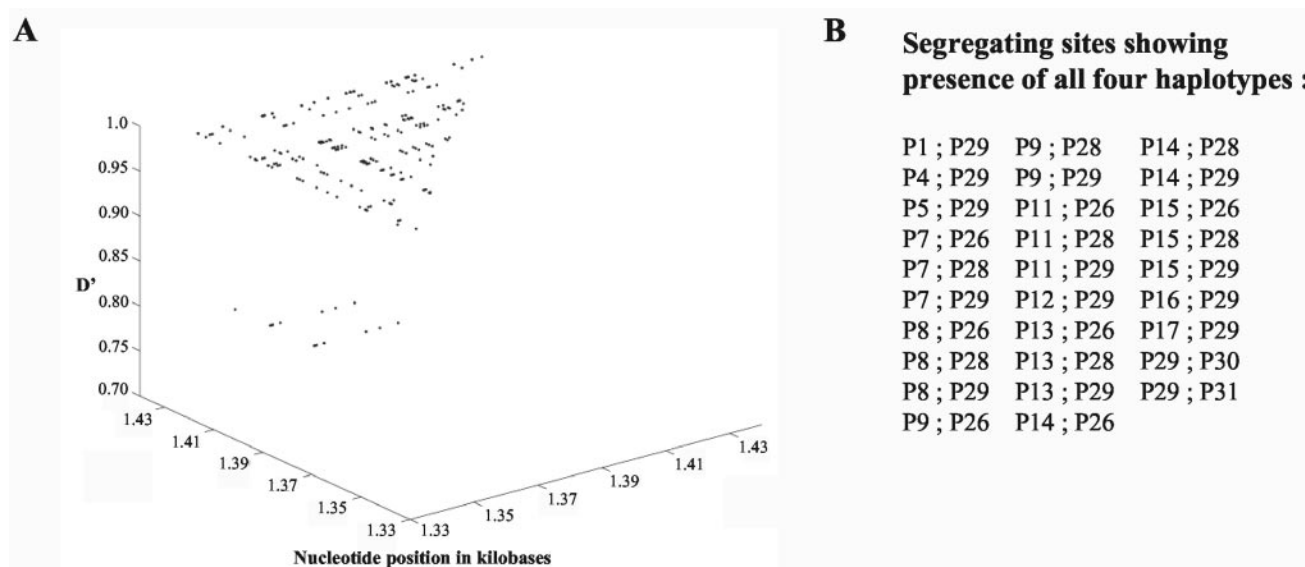 A
1.0
0.95
0.90
0.85
D'
0.80
0.75
0.70
1.43
1.41
1.39
1.37
1.35
1.33
1.33
1.35
1.37
1.39
1.41
1.43
Nucleotide position in kilobases
B
Segregating sites showing
presence of all four haplotypes :
P1 ; P29 P9 ; P28 P14 ; P28
P4 ; P29 P9 ; P29 P14 ; P29
P5 ; P29 P11 ; P26 P15 ; P26
P7 ; P26 P11 ; P28 P15 ; P28
P7 ; P28 P11 ; P29 P15 ; P29
P7 ; P29 P12 ; P29 P16 ; P29
P8 ; P26 P13 ; P26 P17 ; P29
P8 ; P28 P13 ; P28 P29 ; P30
P8 ; P29 P13 ; P29 P29 ; P31
P9 ; P26 P14 ; P26